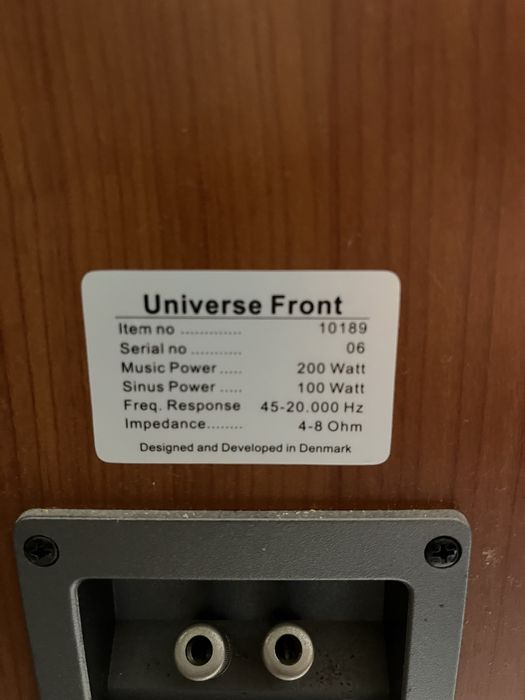 Universe Front
Item no ............. 10189
Serial no ........... 06
Music Power ..... 200 Watt
Sinus Power ..... 100 Watt
Freq. Response 45-20.000 Hz
Impedance........ 4-8 Ohm
Designed and Developed in Denmark